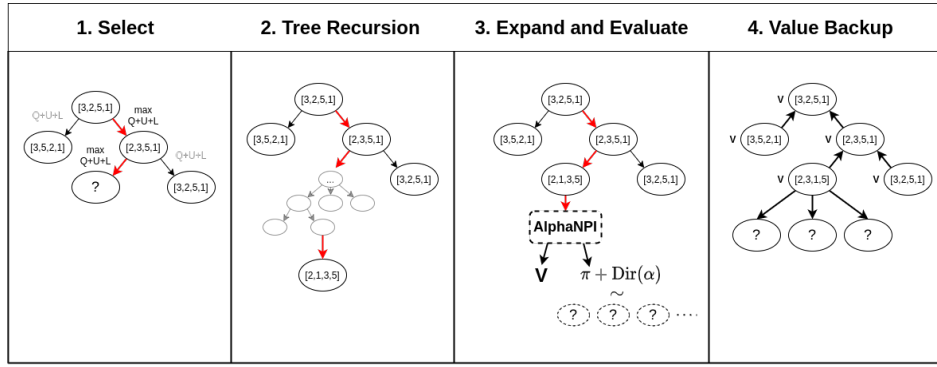 1. Select
2. Tree Recursion
3. Expand and Evaluate
4. Value Backup
[3,2,5,1]
Q+U+L
max
Q+U+L
[3,5,2,1]
[2,3,5,1]
max
Q+U+L
Q+U+L
?
[3,2,5,1]
[3,2,5,1]
[3,5,2,1]
[2,3,5,1]
...
[3,2,5,1]
[2,1,3,5]
[3,2,5,1]
[3,5,2,1]
[2,3,5,1]
[2,1,3,5]
[3,2,5,1]
AlphaNPI
V
π + Dir(α)
~
? ? ? ....
V [3,2,5,1]
V [3,5,2,1]
V [2,3,5,1]
V [2,3,1,5]
V [3,2,5,1]
? ? ?